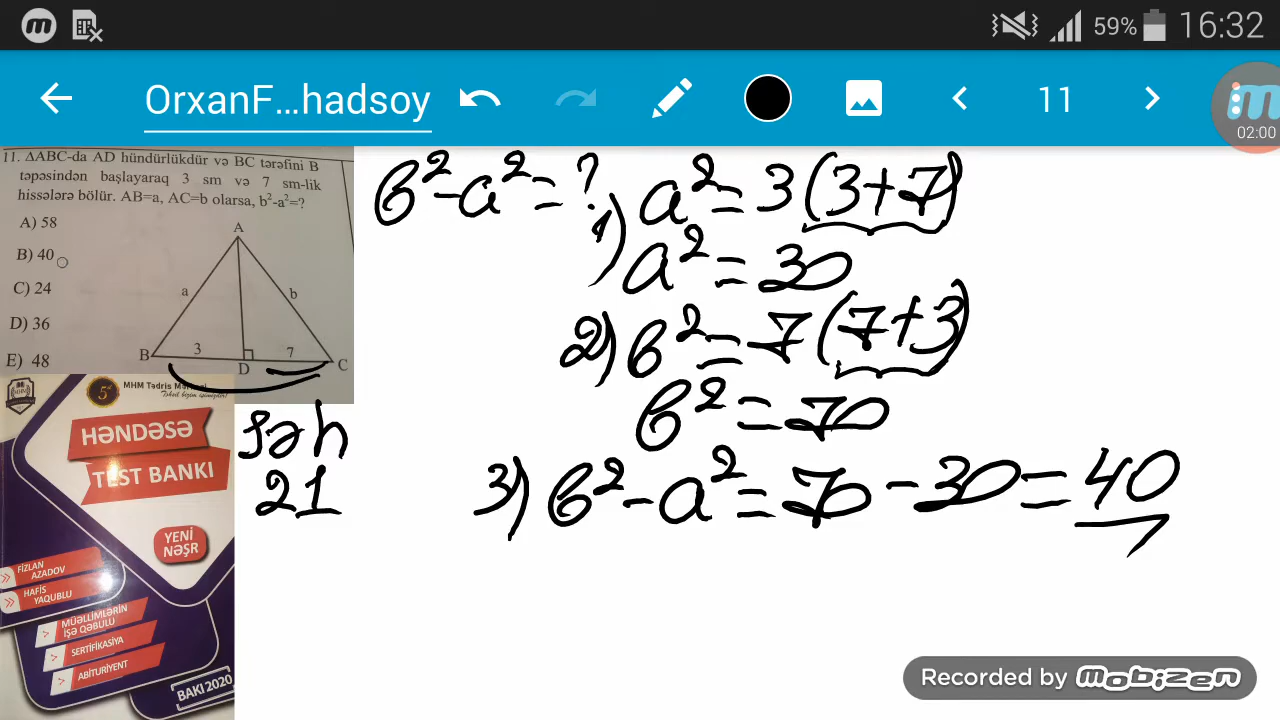 59% 16:32
OrxanF...hadsoy 11
02:00
11. ΔABC-da AD hündürlükdür və BC tərəfini B
təpəsindən başlayaraq 3 sm və 7 sm-lik
hissələrə bölür. AB=a, AC=b olarsa, b²-a²=?
A) 58
B) 40
C) 24
D) 36
E) 48
A
a b
B 3 D 7 C
b²-a²=?
1) a²=3(3+7)
a²=30
2) b²=7(7+3)
b²=70
3) b²-a²=70-30=40
səh
21
5
MHM Tədris Mərkəzi
Təhsil bizim işimizdir!
HƏNDƏSƏ
TEST BANKI
YENİ
NƏŞR
FİZLAN
AZADOV
HAFİS
YAQUBLU
MÜƏLLİMLƏRİN
İŞƏ QƏBULU
SERTİFİKASİYA
ABİTURİYENT
BAKI 2020
Recorded by mobizen